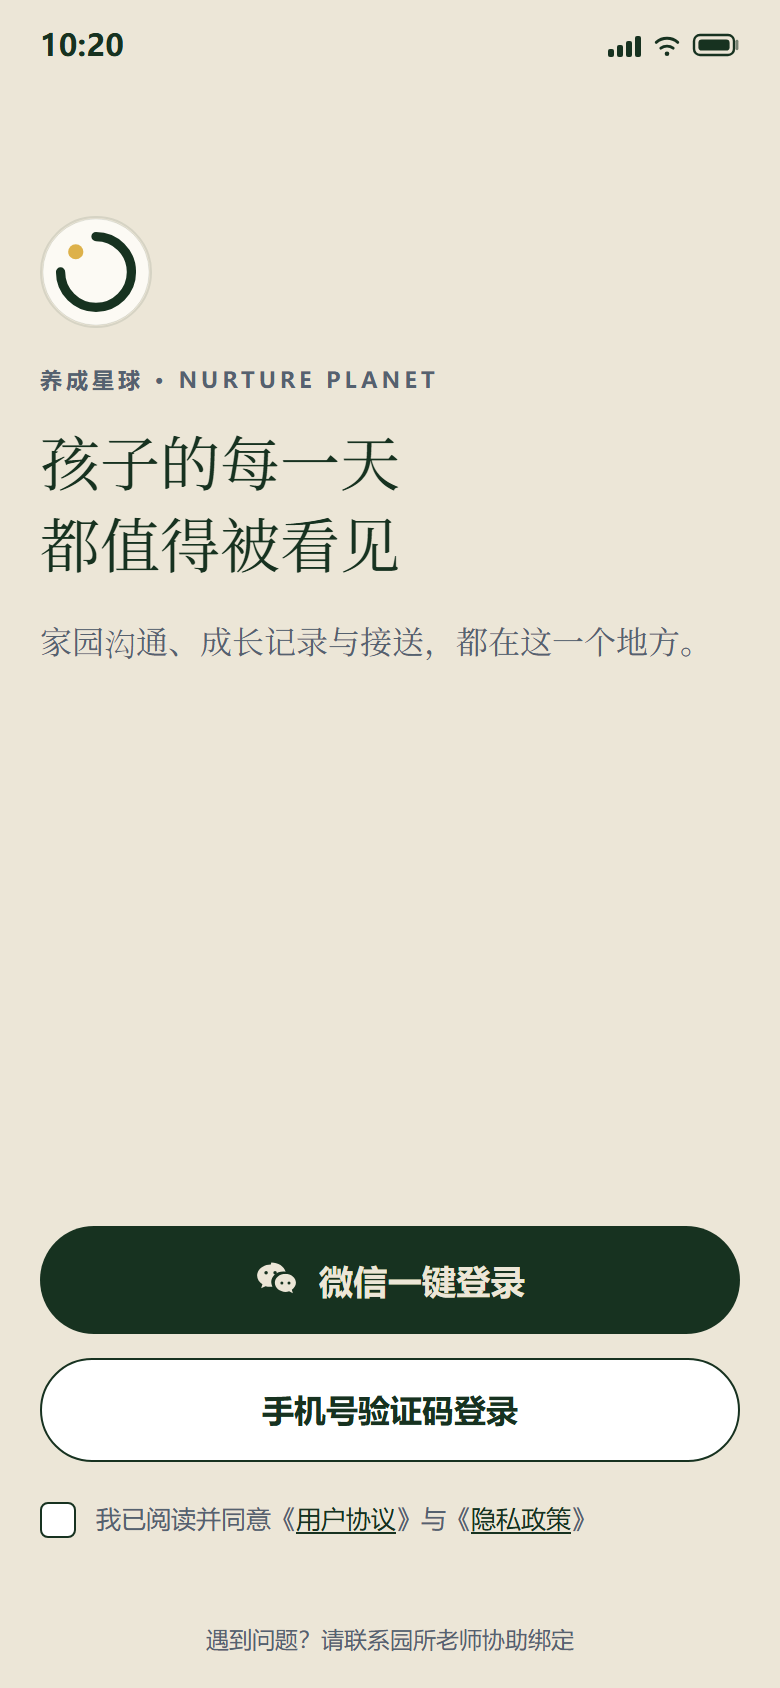 10:20
养成星球 • NURTURE PLANET
孩子的每一天
都值得被看见
家园沟通、成长记录与接送，都在这一个地方。
微信一键登录
手机号验证码登录
我已阅读并同意《用户协议》与《隐私政策》
遇到问题？请联系园所老师协助绑定